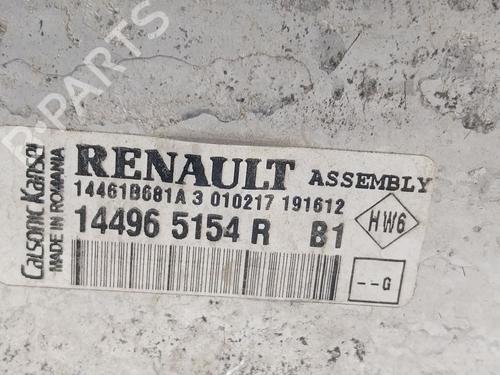 B-PARTS
Calsonic Kansei
MADE IN ROMANIA
RENAULT ASSEMBLY
14461B681A 3 010217 191612
14496 5154 R B1
HW6
--G